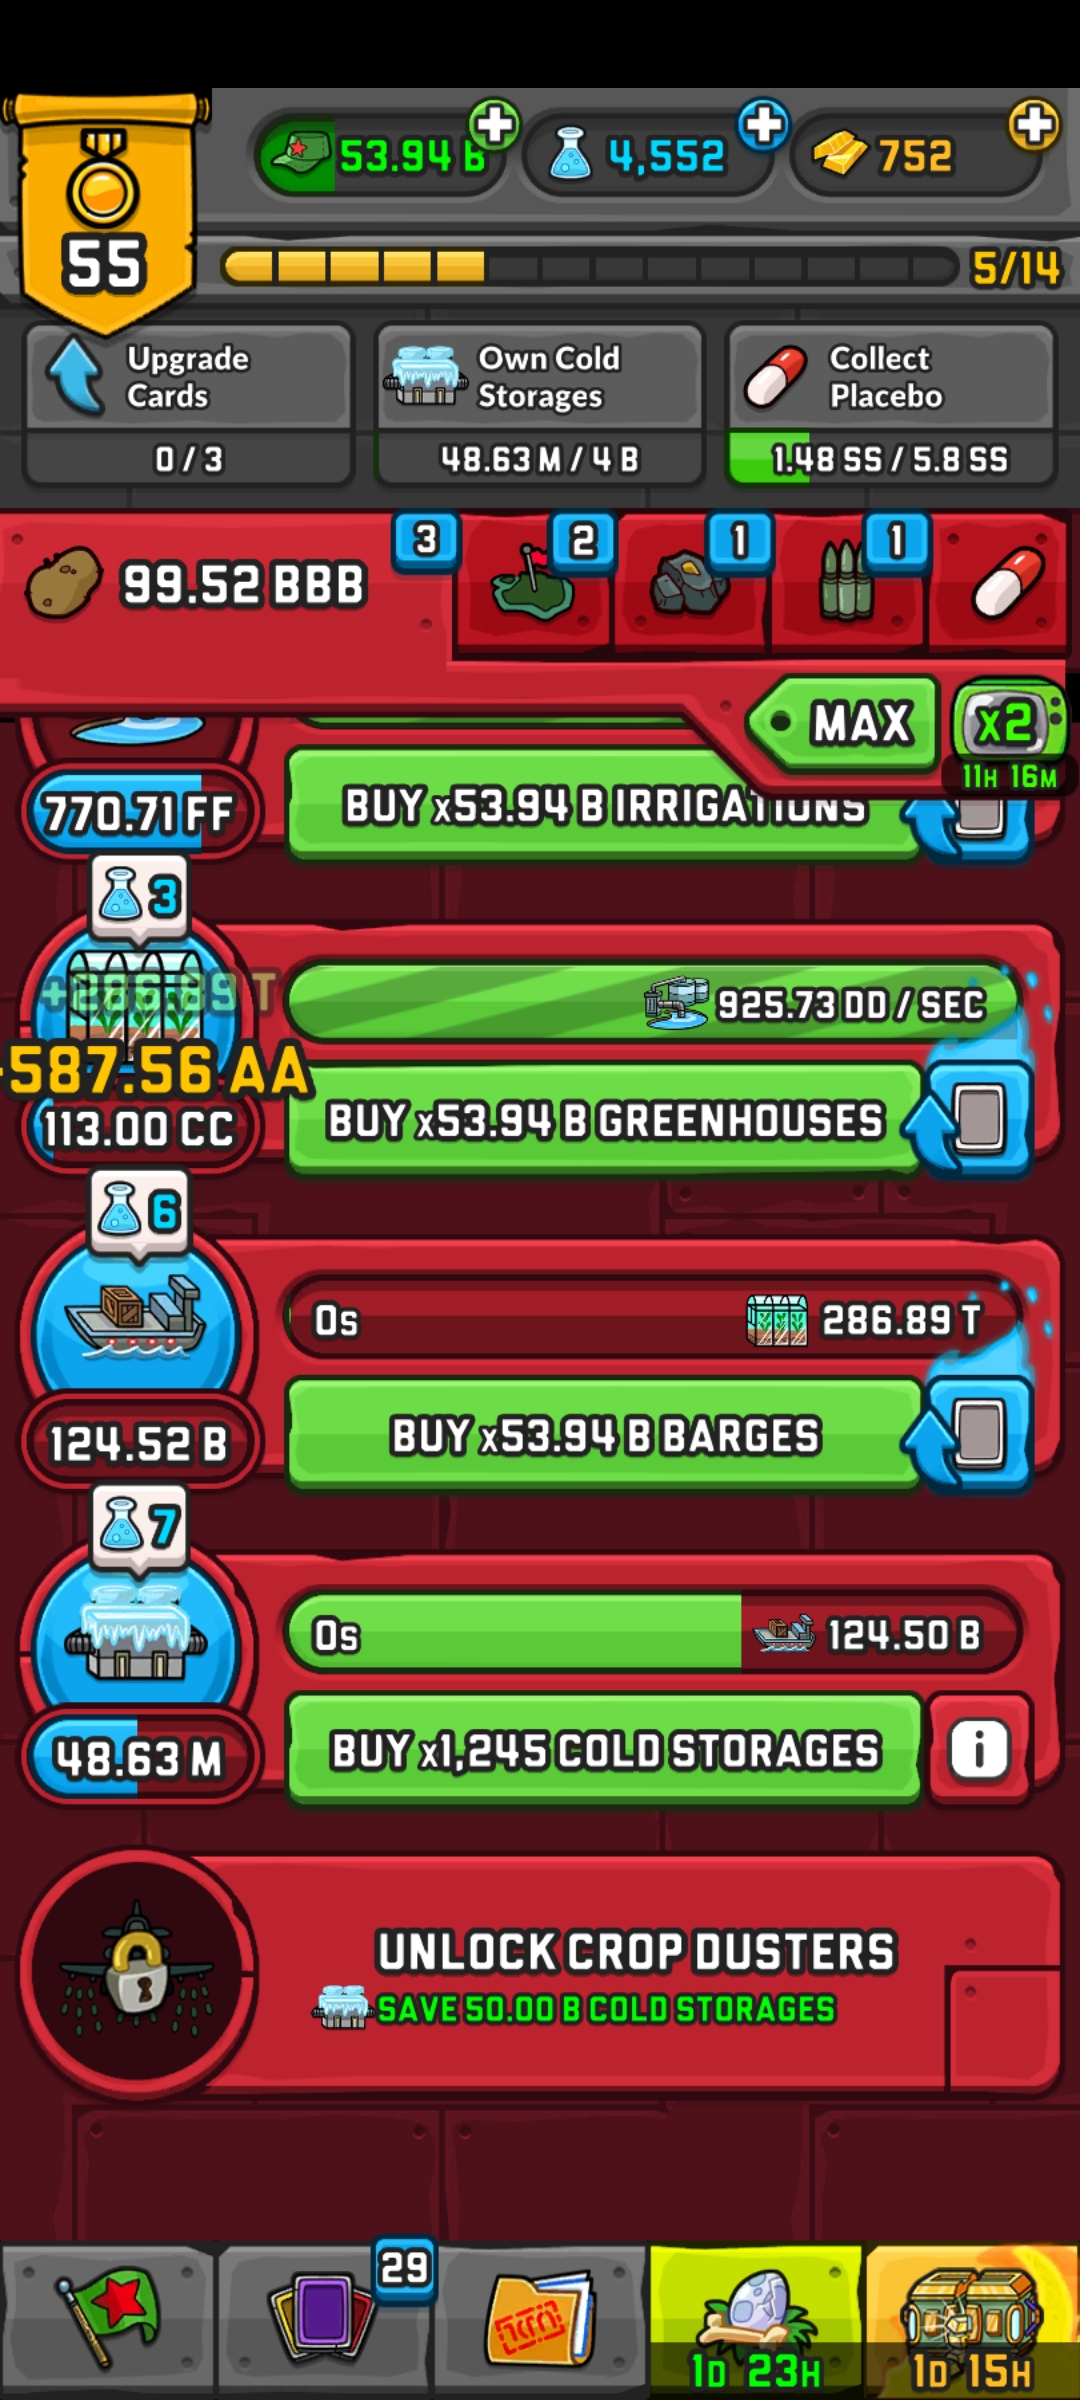 53.94 B
4,552
752
55
5/14
Upgrade
Cards
0 / 3
Own Cold
Storages
48.63 M / 4 B
Collect
Placebo
1.48 SS / 5.8 SS
99.52 BBB
3
2
1
1
MAX
x2
11H 16M
770.71 FF
BUY x53.94 B IRRIGATIONS
3
+286.89 T
587.56 AA
113.00 CC
925.73 DD / SEC
BUY x53.94 B GREENHOUSES
6
0s
286.89 T
124.52 B
BUY x53.94 B BARGES
7
0s
124.50 B
48.63 M
BUY x1,245 COLD STORAGES
i
UNLOCK CROP DUSTERS
SAVE 50.00 B COLD STORAGES
29
1D 23H
1D 15H